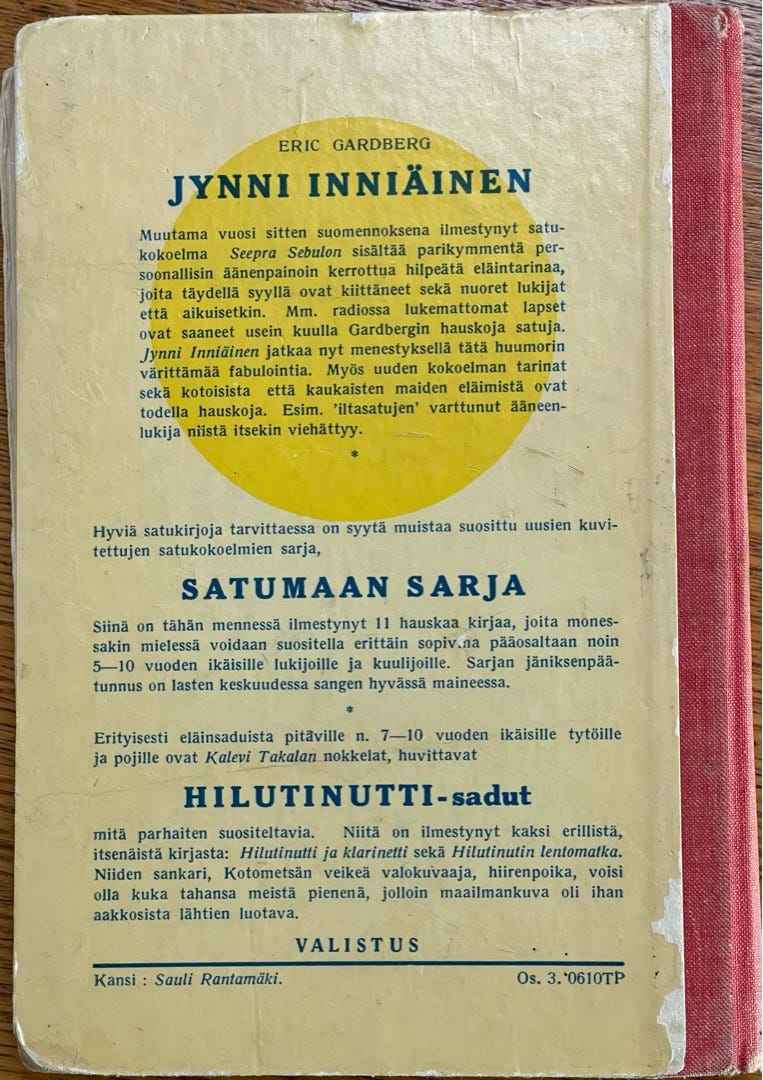 ERIC GARDBERG
JYNNI INNIÄINEN
Muutama vuosi sitten suomennoksena ilmestynyt satu-
kokoelma Seepra Sebulon sisältää parikymmentä per-
soonallisin äänenpainoin kerrottua hilpeätä eläintarinaa,
joita täydellä syyllä ovat kiittäneet sekä nuoret lukijat
että aikuisetkin. Mm. radiossa lukemattomat lapset
ovat saaneet usein kuulla Gardbergin hauskoja satuja.
Jynni Inniäinen jatkaa nyt menestyksellä tätä huumorin
värittämää fabulointia. Myös uuden kokoelman tarinat
sekä kotoisista että kaukaisten maiden eläimistä ovat
todella hauskoja. Esim. 'iltasatujen' varttunut ääneen-
lukija niistä itsekin viehättyy.
*
Hyviä satukirjoja tarvittaessa on syytä muistaa suosittu uusien kuvi-
tettujen satukokoelmien sarja,
SATUMAAN SARJA
Siinä on tähän mennessä ilmestynyt 11 hauskaa kirjaa, joita mones-
sakin mielessä voidaan suositella erittäin sopivina pääosaltaan noin
5—10 vuoden ikäisille lukijoille ja kuulijoille. Sarjan jäniksenpää-
tunnus on lasten keskuudessa sangen hyvässä maineessa.
*
Erityisesti eläinsaduista pitäville n. 7—10 vuoden ikäisille tytöille
ja pojille ovat Kalevi Takalan nokkelat, huvittavat
HILUTINUTTI-sadut
mitä parhaiten suositeltavia. Niitä on ilmestynyt kaksi erillistä,
itsenäistä kirjasta: Hilutinutti ja klarinetti sekä Hilutinutin lentomatka.
Niiden sankari, Kotometsän veikeä valokuvaaja, hiirenpoika, voisi
olla kuka tahansa meistä pienenä, jolloin maailmankuva oli ihan
aakkosista lähtien luotava.
VALISTUS
Kansi : Sauli Rantamäki.
Os. 3. 0610TP